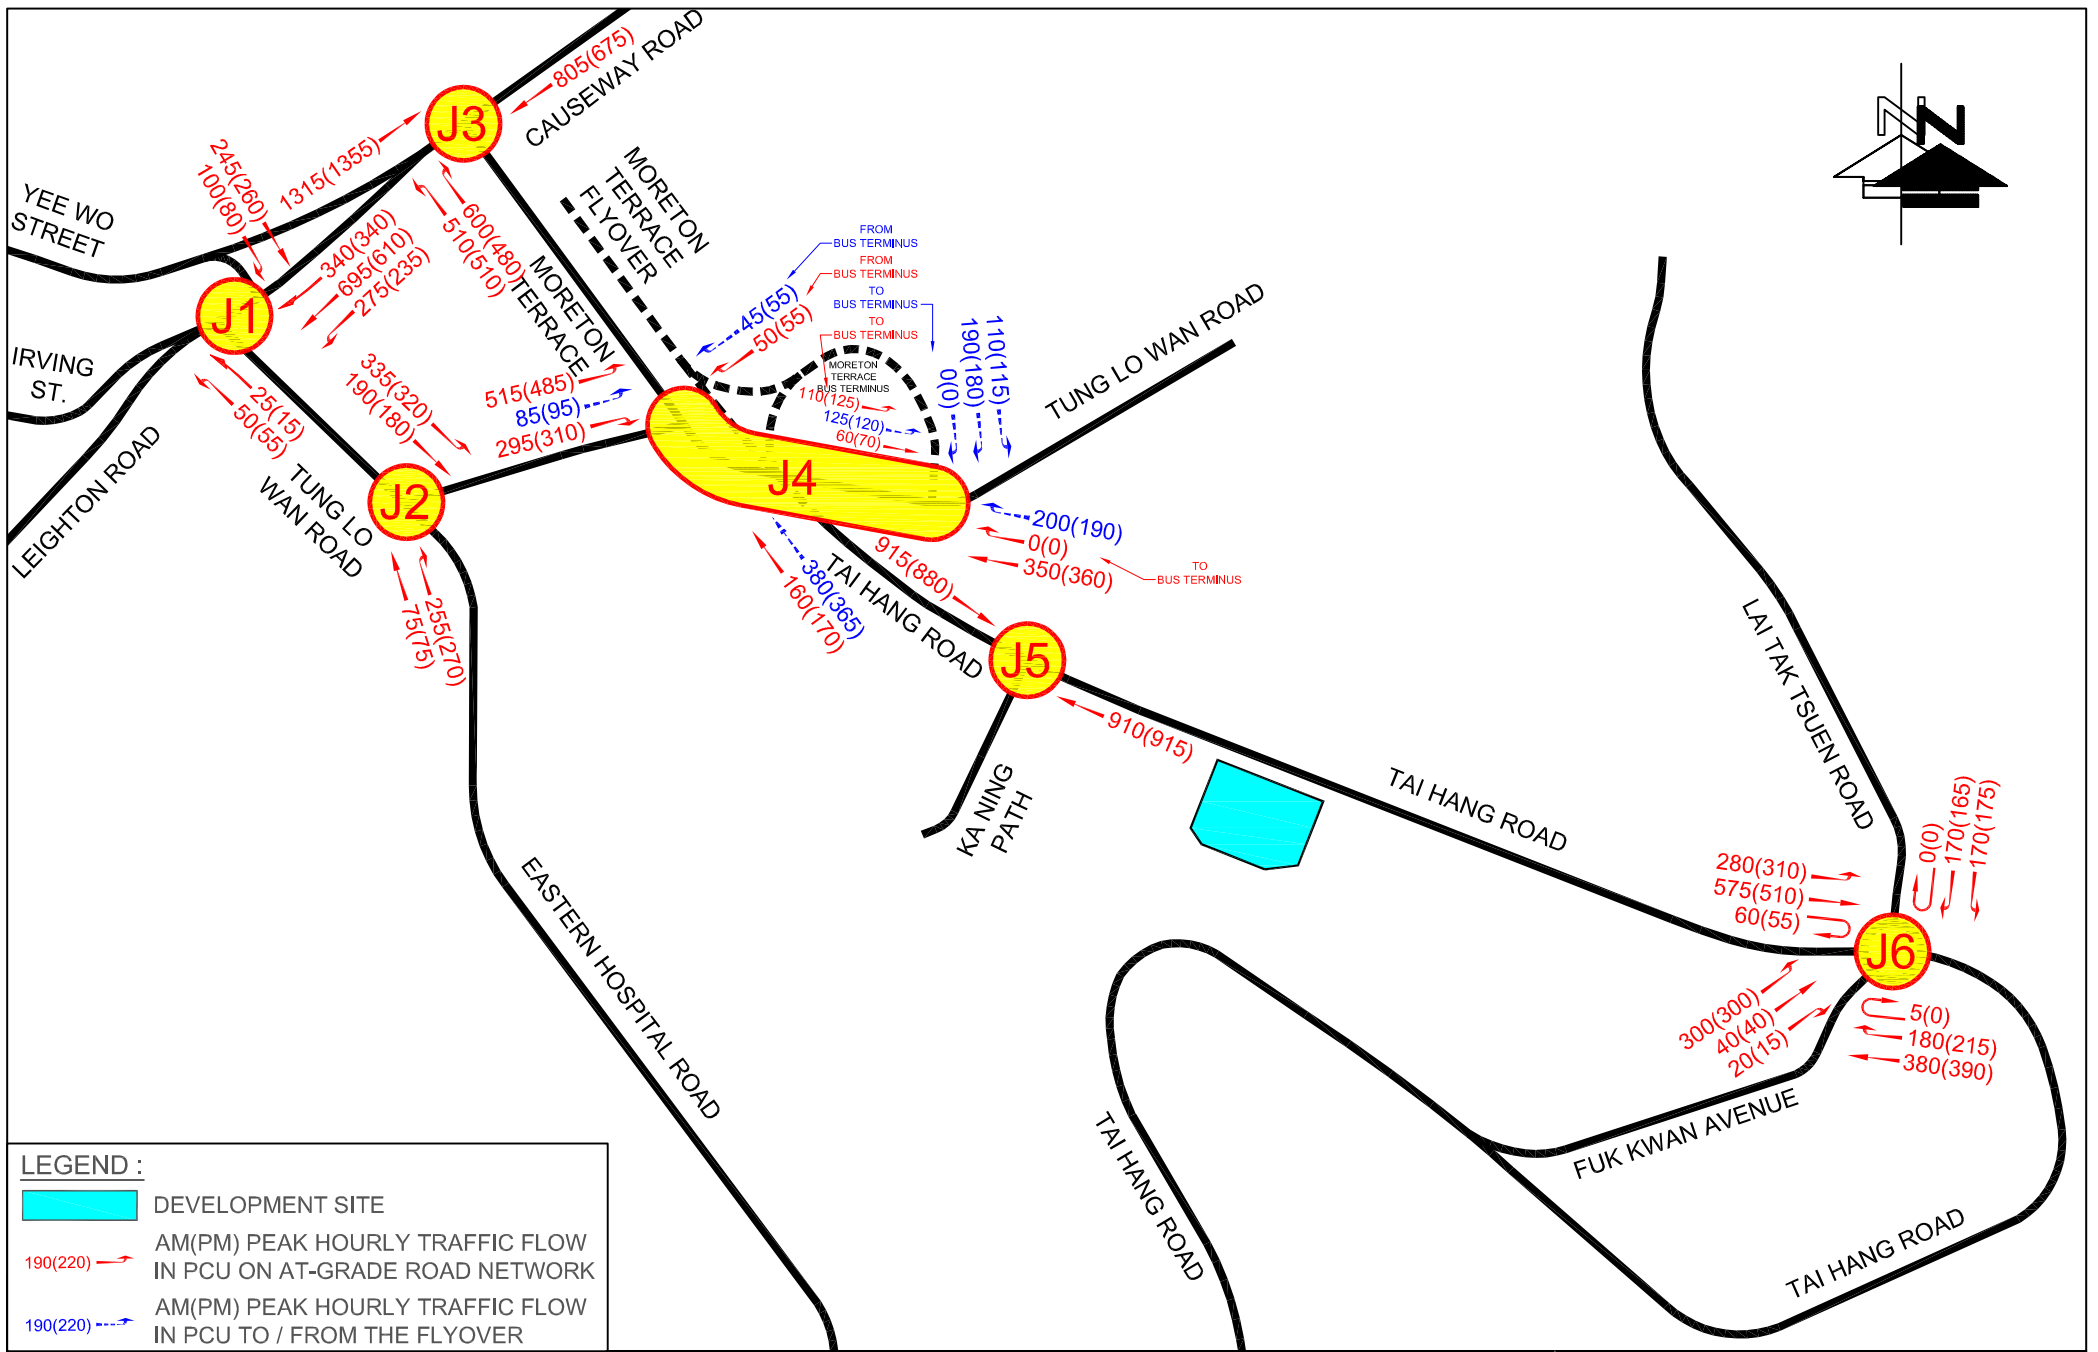 805(675)
CAUSEWAY ROAD
J3
1315(1355)
245(260)
100(80)
YEE WO
STREET
340(340)
695(610)
275(235)
600(480)
510(510)
MORETON
TERRACE
FLYOVER
MORETON
TERRACE
N
J1
IRVING
ST.
25(15)
50(55)
LEIGHTON ROAD
335(320)
190(180)
TUNG LO
WAN ROAD
J2
515(485)
85(95)
295(310)
45(55)
50(55)
FROM
BUS TERMINUS
FROM
BUS TERMINUS
TO
BUS TERMINUS
TO
BUS TERMINUS
MORETON
TERRACE
BUS TERMINUS
110(125)
125(120)
60(70)
0(0)
190(180)
110(115)
TUNG LO WAN ROAD
J4
200(190)
0(0)
350(360)
TO
BUS TERMINUS
75(75)
255(270)
380(365)
160(170)
915(880)
TAI HANG ROAD
J5
910(915)
KA NING
PATH
TAI HANG ROAD
LAI TAK TSUEN ROAD
0(0)
170(165)
170(175)
280(310)
575(510)
60(55)
J6
300(300)
40(40)
20(15)
5(0)
180(215)
380(390)
EASTERN HOSPITAL ROAD
FUK KWAN AVENUE
TAI HANG ROAD
TAI HANG ROAD
LEGEND :
DEVELOPMENT SITE
190(220)
AM(PM) PEAK HOURLY TRAFFIC FLOW
IN PCU ON AT-GRADE ROAD NETWORK
190(220)
AM(PM) PEAK HOURLY TRAFFIC FLOW
IN PCU TO / FROM THE FLYOVER